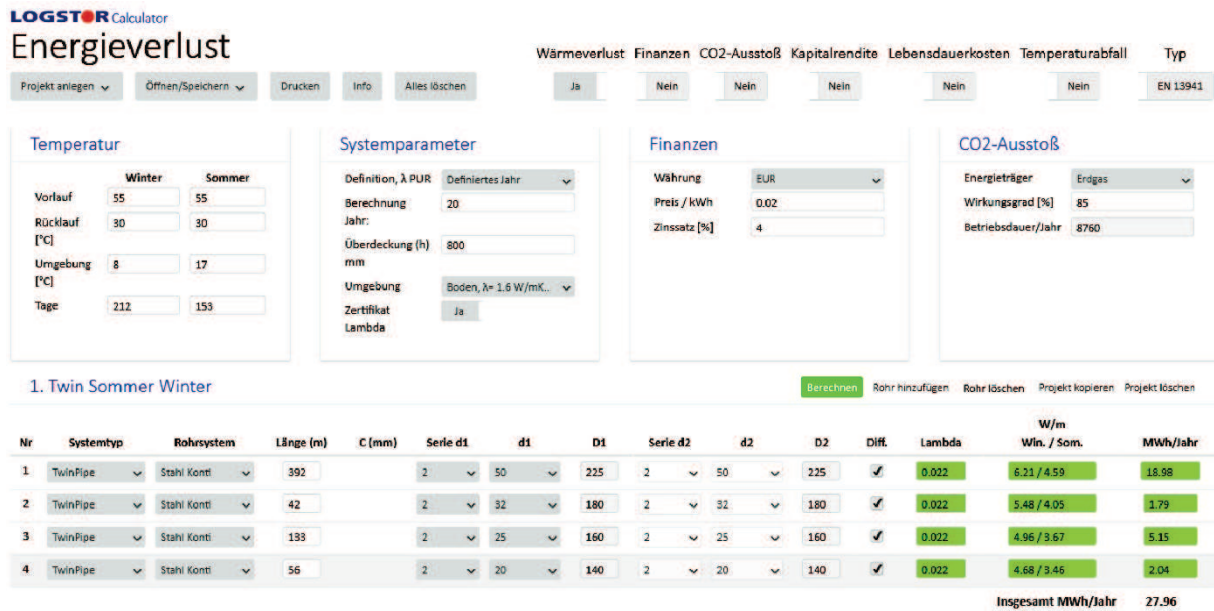 LOGSTOR Calculator
Energieverlust
Wärmeverlust Finanzen CO2-Ausstoß Kapitalrendite Lebensdauerkosten Temperaturabfall Typ
Projekt anlegen Öffnen/Speichern Drucken Info Alles löschen Ja Nein Nein Nein Nein Nein EN 13941
Temperatur
Winter Sommer
Vorlauf 55 55
Rücklauf 30 30
[°C]
Umgebung 8 17
[°C]
Tage 212 153
Systemparameter
Definition, λ PUR Definiertes Jahr
Berechnung 20
Jahr:
Überdeckung (h) 800
mm
Umgebung Boden, λ= 1.6 W/mK..
Zertifikat Ja
Lambda
Finanzen
Währung EUR
Preis / kWh 0.02
Zinssatz [%] 4
CO2-Ausstoß
Energieträger Erdgas
Wirkungsgrad [%] 85
Betriebsdauer/Jahr 8760
1. Twin Sommer Winter
Berechnen Rohr hinzufügen Rohr löschen Projekt kopieren Projekt löschen
W/m
Nr Systemtyp Rohrsystem Länge (m) C (mm) Serie d1 d1 D1 Serie d2 d2 D2 Diff. Lambda Win. / Som. MWh/Jahr
1 TwinPipe Stahl Konti 392 2 50 225 2 50 225 ✓ 0.022 6.21 / 4.59 18.98
2 TwinPipe Stahl Konti 42 2 32 180 2 32 180 ✓ 0.022 5.48 / 4.05 1.79
3 TwinPipe Stahl Konti 133 2 25 160 2 25 160 ✓ 0.022 4.96 / 3.67 5.15
4 TwinPipe Stahl Konti 56 2 20 140 2 20 140 ✓ 0.022 4.68 / 3.46 2.04
Insgesamt MWh/Jahr 27.96